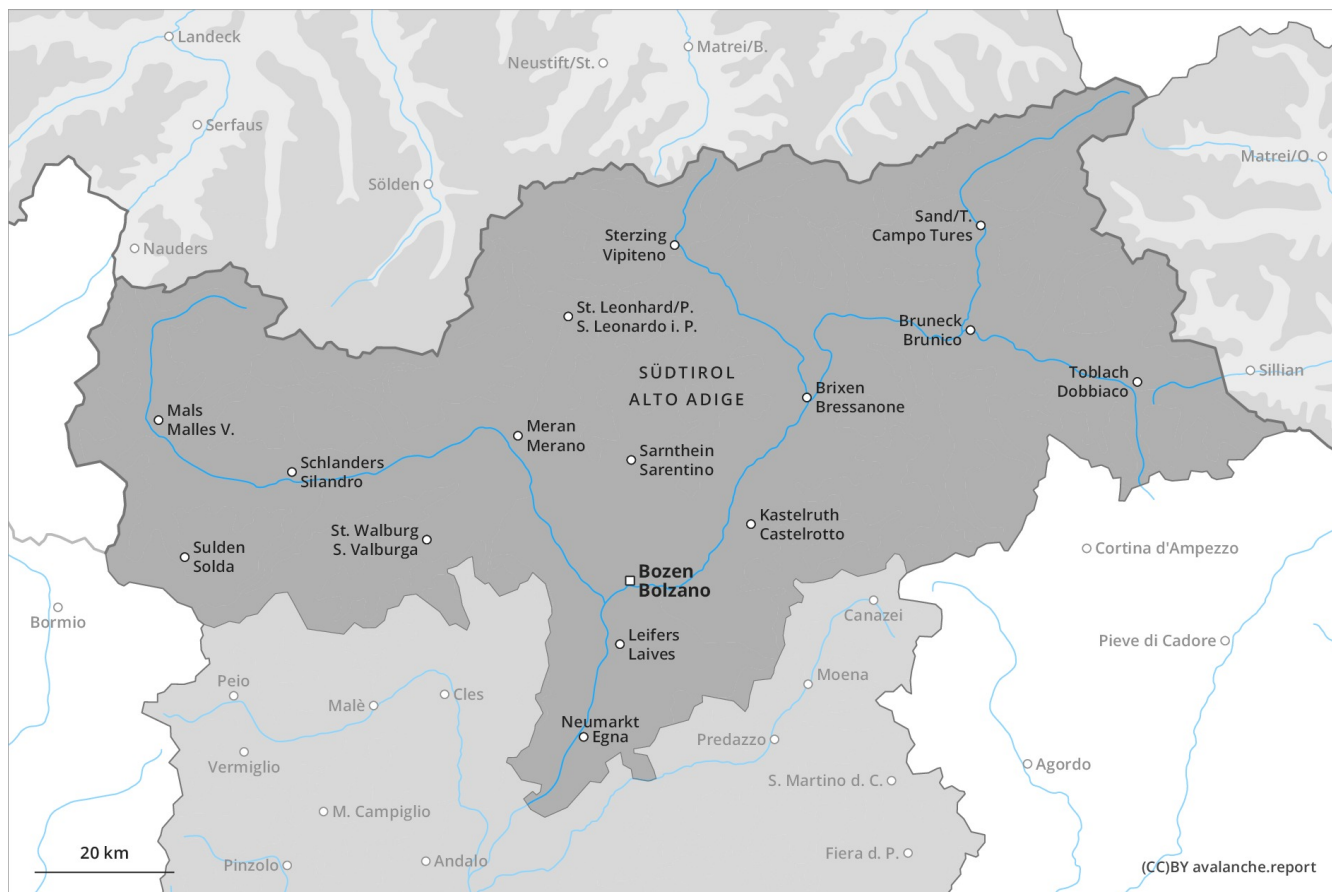 Landeck
Matrei/B.
Neustift/St.
Serfaus
Matrei/O.
Sölden
Sand/T.
Campo Tures
Sterzing
Vipiteno
Nauders
St. Leonhard/P.
S. Leonardo i. P.
Bruneck
Brunico
SÜDTIROL
ALTO ADIGE
Toblach
Dobbiaco
Sillian
Brixen
Bressanone
Mals
Malles V.
Meran
Merano
Sarnthein
Sarentino
Schlanders
Silandro
Kastelruth
Castelrotto
St. Walburg
S. Valburga
Sulden
Solda
Cortina d'Ampezzo
Bozen
Bolzano
Bormio
Canazei
Leifers
Laives
Pieve di Cadore
Moena
Peio
Cles
Malè
Neumarkt
Egna
Predazzo
Vermiglio
Agordo
S. Martino d. C.
M. Campiglio
20 km
Pinzolo
Andalo
Fiera d. P.
(CC)BY avalanche.report